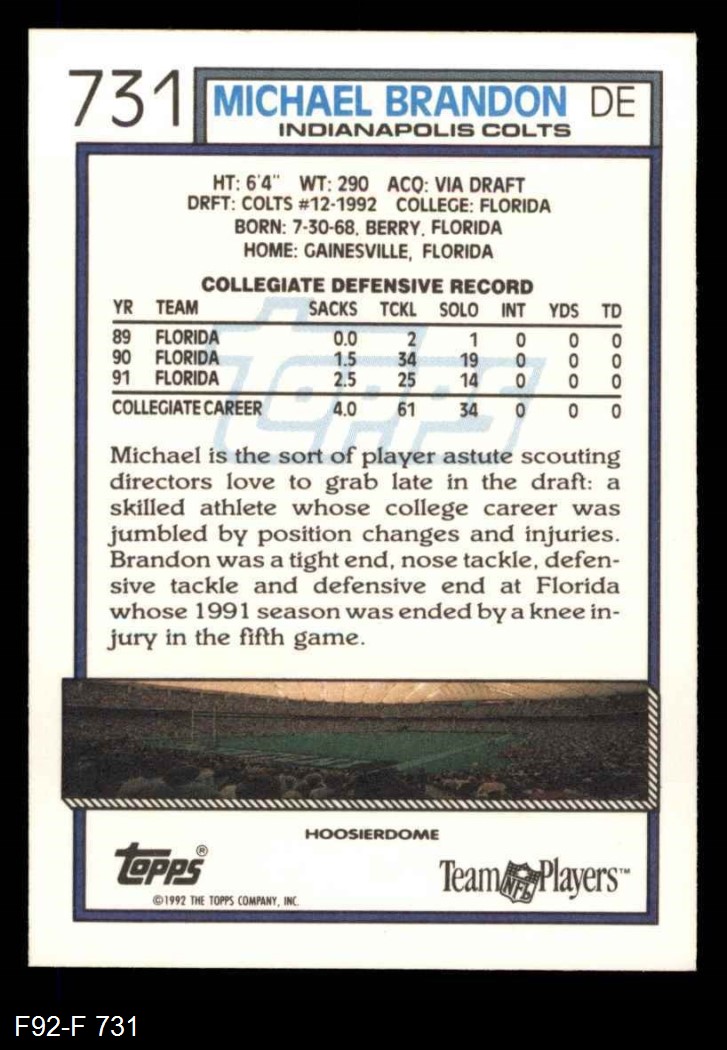 731
MICHAEL BRANDON DE
INDIANAPOLIS COLTS
HT: 6'4" WT: 290 ACQ: VIA DRAFT
DRFT: COLTS #12-1992 COLLEGE: FLORIDA
BORN: 7-30-68, BERRY, FLORIDA
HOME: GAINESVILLE, FLORIDA
COLLEGIATE DEFENSIVE RECORD
YR TEAM SACKS TCKL SOLO INT YDS TD
89 FLORIDA 0.0 2 1 0 0 0
90 FLORIDA 1.5 34 19 0 0 0
91 FLORIDA 2.5 25 14 0 0 0
COLLEGIATE CAREER 4.0 61 34 0 0 0
topps
Michael is the sort of player astute scouting
directors love to grab late in the draft: a
skilled athlete whose college career was
jumbled by position changes and injuries.
Brandon was a tight end, nose tackle, defen-
sive tackle and defensive end at Florida
whose 1991 season was ended by a knee in-
jury in the fifth game.
HOOSIERDOME
topps®
©1992 THE TOPPS COMPANY, INC.
Team NFL Players™
F92-F 731